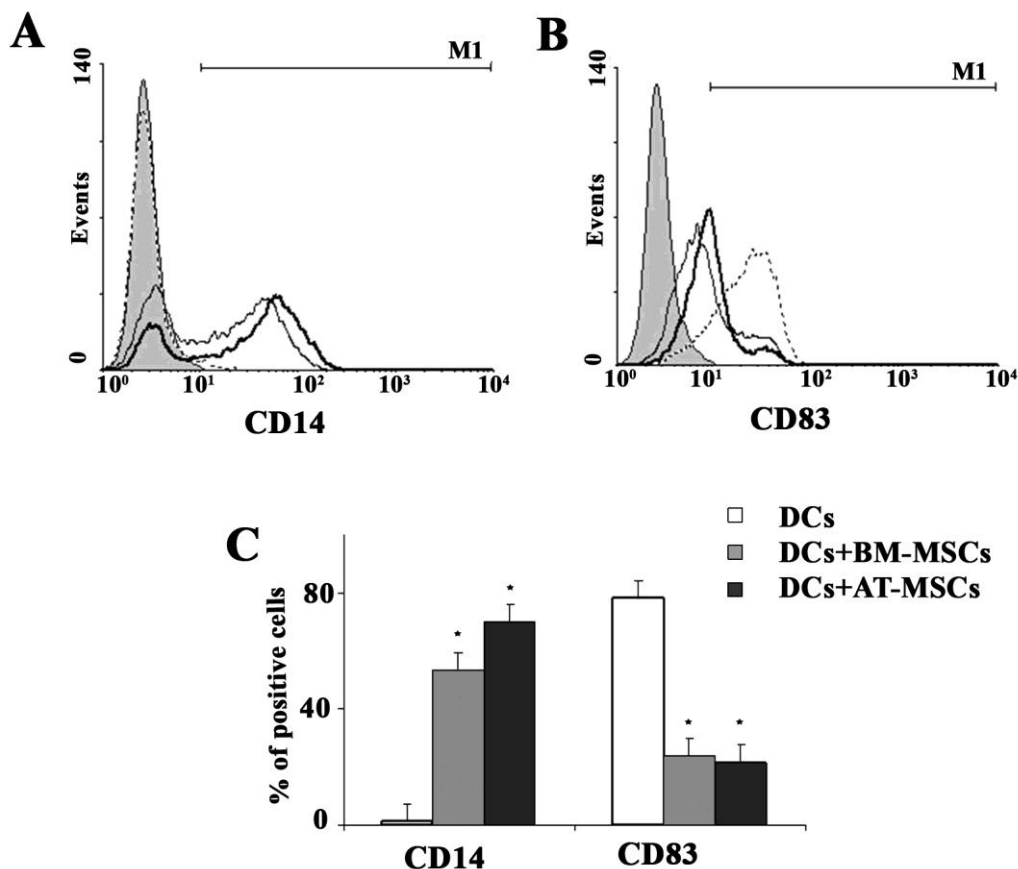 A
140
M1
Events
0
10⁰ 10¹ 10² 10³ 10⁴
CD14
B
140
M1
Events
0
10⁰ 10¹ 10² 10³ 10⁴
CD83
C
DCs
DCs+BM-MSCs
DCs+AT-MSCs
% of positive cells
80
40
0
* * * *
CD14 CD83